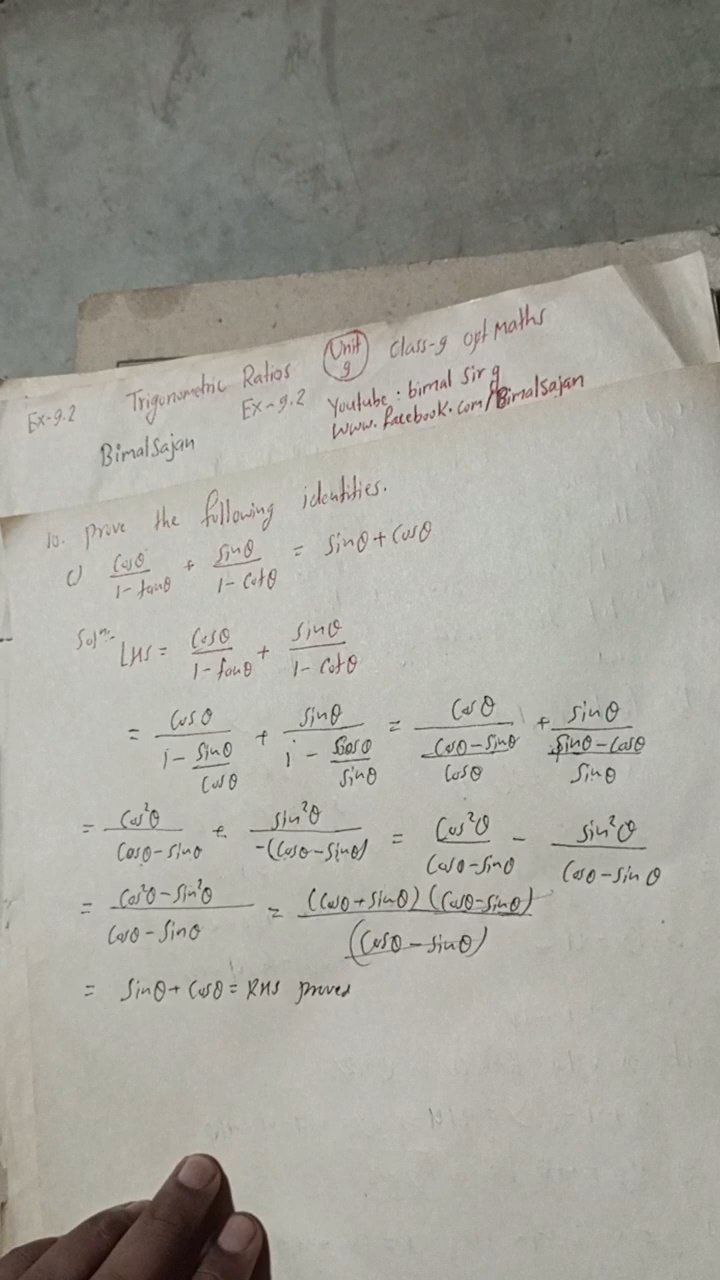 Ex-9.2 Trigonometric Ratios Unit 9 Class-9 opt Maths
BimalSajan Ex-9.2 Youtube: bimal sir g
www.facebook.com/BimalSajan
10. prove the following identities.
c) Cosθ/(1-tanθ) + Sinθ/(1-Cotθ) = Sinθ+Cosθ
Solⁿ:- LHS = Cosθ/(1-tanθ) + Sinθ/(1-Cotθ)
= Cosθ/(1-Sinθ/Cosθ) + Sinθ/(1-Cosθ/Sinθ) = Cosθ/((Cosθ-Sinθ)/Cosθ) + Sinθ/((Sinθ-Cosθ)/Sinθ)
= Cos²θ/(Cosθ-Sinθ) + Sin²θ/(-(Cosθ-Sinθ)) = Cos²θ/(Cosθ-Sinθ) - Sin²θ/(Cosθ-Sinθ)
= (Cos²θ-Sin²θ)/(Cosθ-Sinθ) = ((Cosθ+Sinθ)(Cosθ-Sinθ))/(Cosθ-Sinθ)
= Sinθ+Cosθ = RHS proved